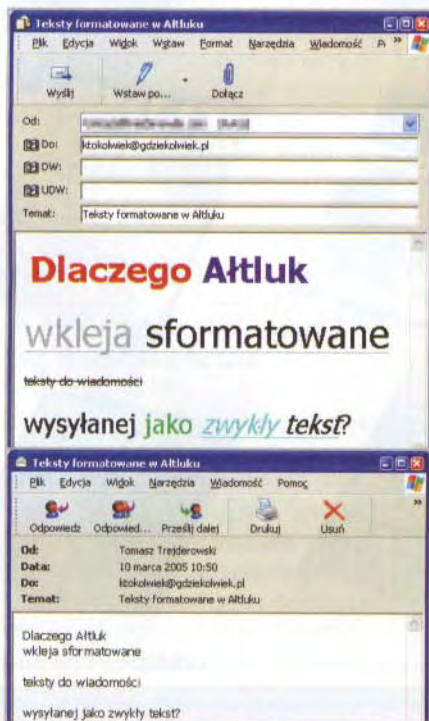 Teksty formatowane w Altluku
Plik Edycja Widok Wstaw Format Narzędzia Wiadomość »
Wyślij Wstaw po... Dołącz
Od:
Do: ktokolwiek@gdziekolwiek.pl
DW:
UDW:
Temat: Teksty formatowane w Altluku
Dlaczego Ałtluk
wkleja sformatowane
teksty do wiadomości
wysyłanej jako zwykły tekst?
Teksty formatowane w Altluku
Plik Edycja Widok Narzędzia Wiadomość Pomoc
Odpowiedz Odpowied... Prześlij dalej Drukuj Usuń »
Od: Tomasz Trejderowski
Data: 10 marca 2005 10:50
Do: ktokolwiek@gdziekolwiek.pl
Temat: Teksty formatowane w Altluku
Dlaczego Ałtluk
wkleja sformatowane
teksty do wiadomości
wysyłanej jako zwykły tekst?